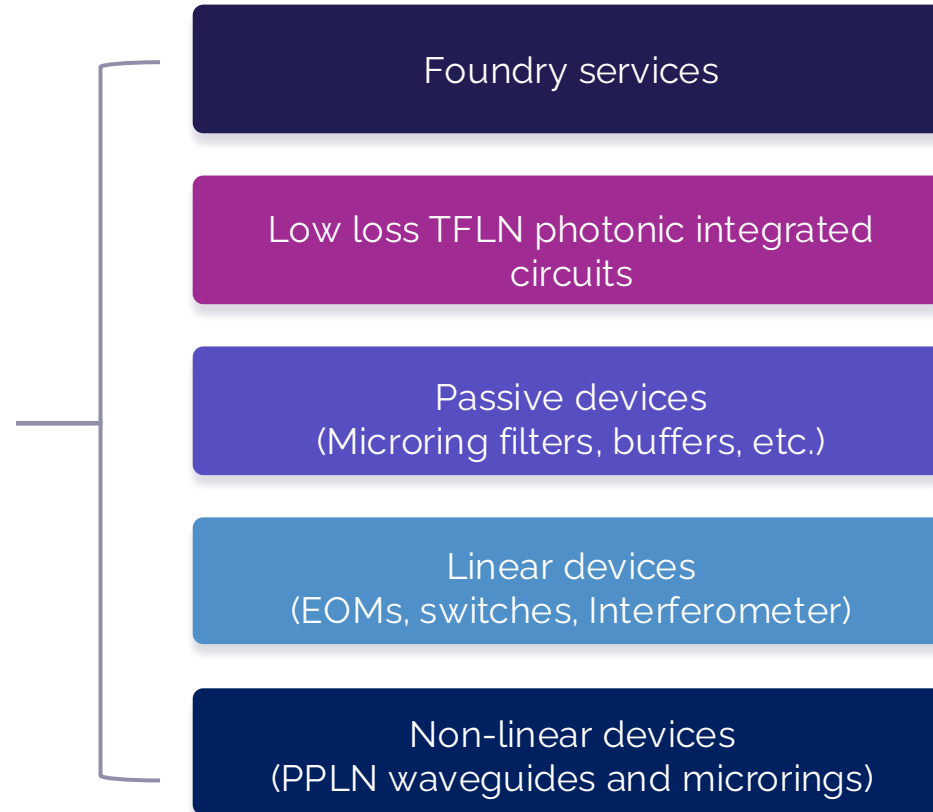 Foundry services
Low loss TFLN photonic integrated
circuits
Passive devices
(Microring filters, buffers, etc.)
Linear devices
(EOMs, switches, Interferometer)
Non-linear devices
(PPLN waveguides and microrings)